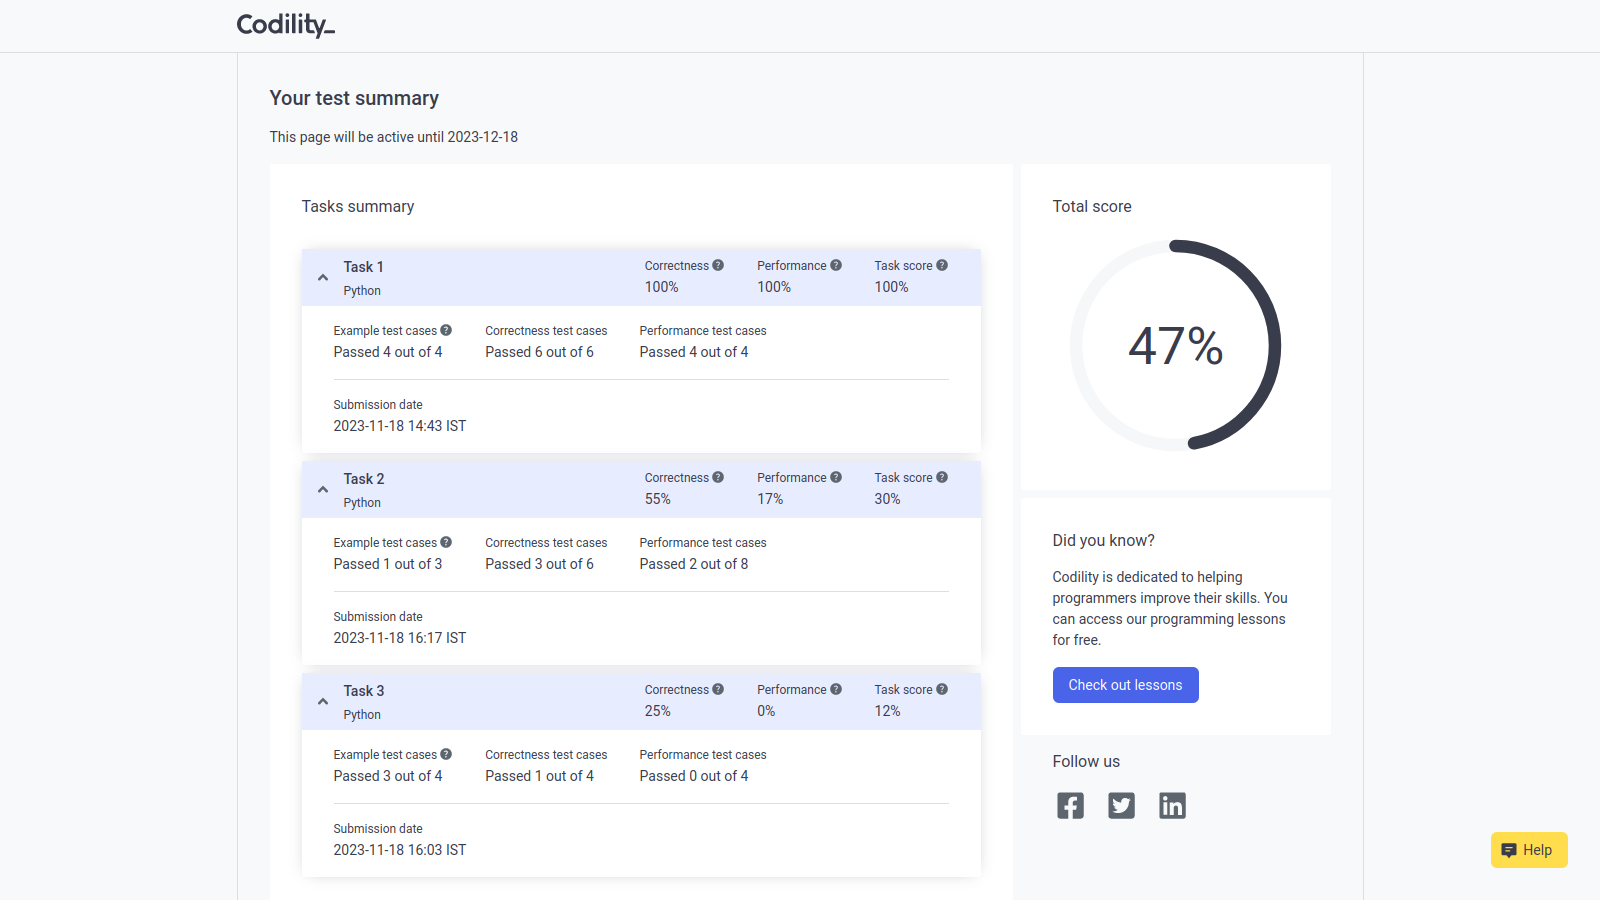 Codility_
Your test summary
This page will be active until 2023-12-18
Tasks summary
Task 1
Python
Correctness ?
100%
Performance ?
100%
Task score ?
100%
Example test cases ?
Passed 4 out of 4
Correctness test cases
Passed 6 out of 6
Performance test cases
Passed 4 out of 4
Submission date
2023-11-18 14:43 IST
Task 2
Python
Correctness ?
55%
Performance ?
17%
Task score ?
30%
Example test cases ?
Passed 1 out of 3
Correctness test cases
Passed 3 out of 6
Performance test cases
Passed 2 out of 8
Submission date
2023-11-18 16:17 IST
Task 3
Python
Correctness ?
25%
Performance ?
0%
Task score ?
12%
Example test cases ?
Passed 3 out of 4
Correctness test cases
Passed 1 out of 4
Performance test cases
Passed 0 out of 4
Submission date
2023-11-18 16:03 IST
Total score
47%
Did you know?
Codility is dedicated to helping
programmers improve their skills. You
can access our programming lessons
for free.
Check out lessons
Follow us
Help